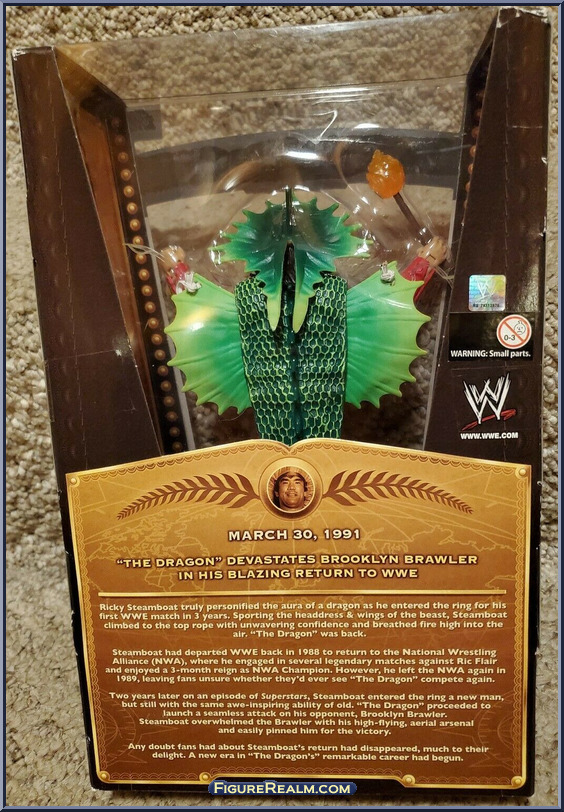 0-3
WARNING: Small parts.
W
WWW.WWE.COM
MARCH 30, 1991
“THE DRAGON” DEVASTATES BROOKLYN BRAWLER
IN HIS BLAZING RETURN TO WWE
Ricky Steamboat truly personified the aura of a dragon as he entered the ring for his
first WWE match in 3 years. Sporting the headdress & wings of the beast, Steamboat
climbed to the top rope with unwavering confidence and breathed fire high into the
air. “The Dragon” was back.
Steamboat had departed WWE back in 1988 to return to the National Wrestling
Alliance (NWA), where he engaged in several legendary matches against Ric Flair
and enjoyed a 3-month reign as NWA Champion. However, he left the NWA again in
1989, leaving fans unsure whether they’d ever see “The Dragon” compete again.
Two years later on an episode of Superstars, Steamboat entered the ring a new man,
but still with the same awe-inspiring ability of old. “The Dragon” proceeded to
launch a seamless attack on his opponent, Brooklyn Brawler.
Steamboat overwhelmed the Brawler with his high-flying, aerial arsenal
and easily pinned him for the victory.
Any doubt fans had about Steamboat’s return had disappeared, much to their
delight. A new era in “The Dragon’s” remarkable career had begun.
FIGUREREALM.COM